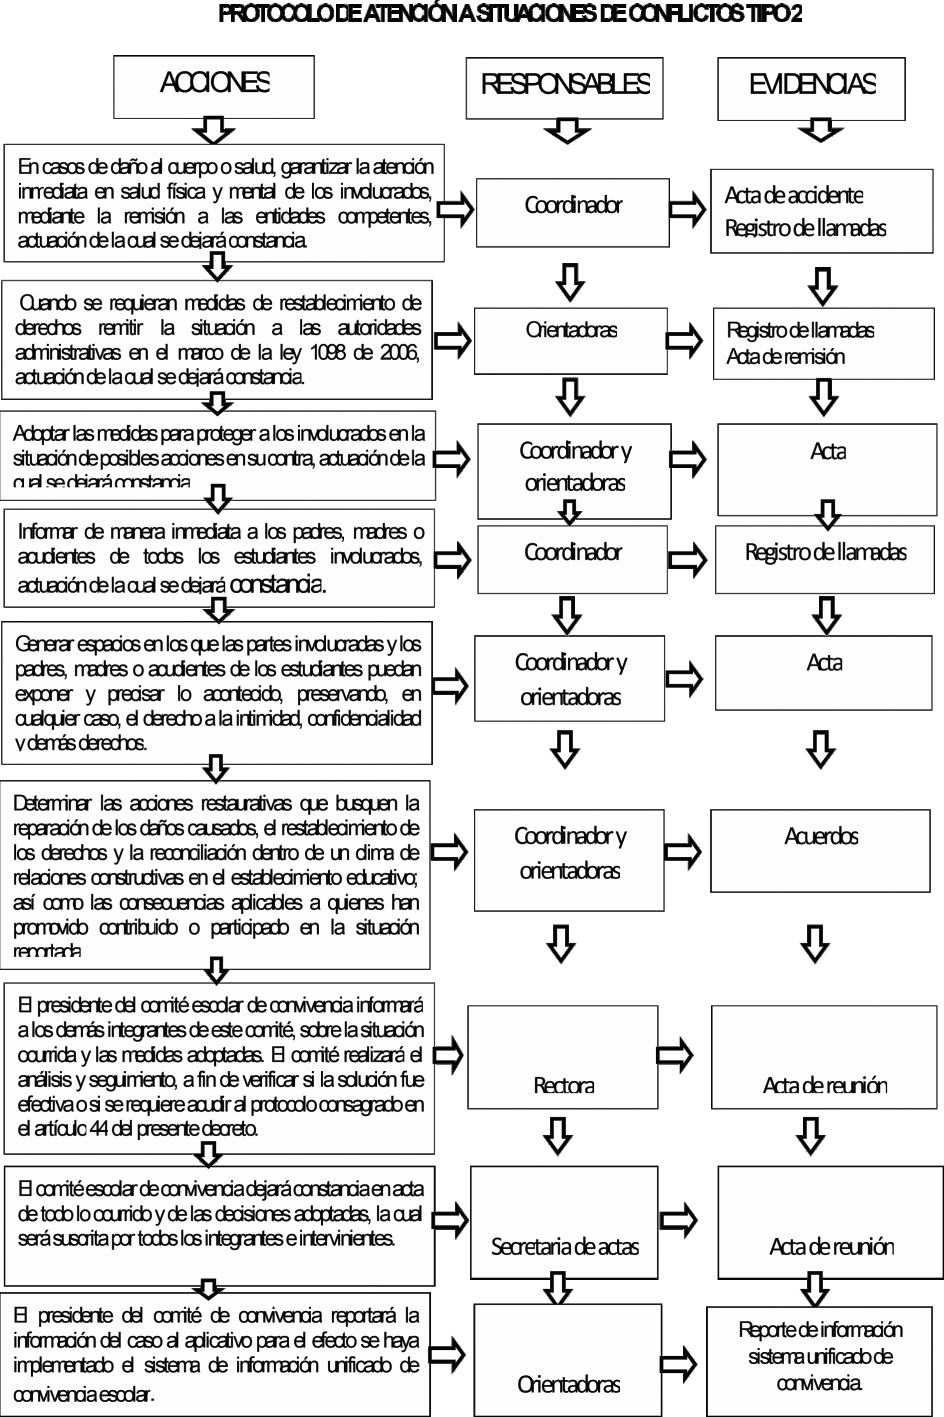 PROTOCOLO DE ATENCIÓN A SITUACIONES DE CONFLICTOS TIPO 2
ACCIONES
RESPONSABLES
EVIDENCIAS
En casos de daño al cuerpo o salud, garantizar la atención
inmediata en salud física y mental de los involucrados,
mediante la remisión a las entidades competentes,
actuación de la cual se dejará constancia.
Coordinador
Acta de accidente
Registro de llamadas
Cuando se requieran medidas de restablecimiento de
derechos remitir la situación a las autoridades
administrativas en el marco de la ley 1098 de 2006,
actuación de la cual se dejará constancia.
Orientadoras
Registro de llamadas
Acta de remisión
Adoptar las medidas para proteger a los involucrados en la
situación de posibles acciones en su contra, actuación de la
cual se dejará constancia
Coordinador y
orientadoras
Acta
Informar de manera inmediata a los padres, madres o
acudientes de todos los estudiantes involucrados,
actuación de la cual se dejará constancia.
Coordinador
Registro de llamadas
Generar espacios en los que las partes involucradas y los
padres, madres o acudientes de los estudiantes puedan
exponer y precisar lo acontecido, preservando, en
cualquier caso, el derecho a la intimidad, confidencialidad
y demás derechos.
Coordinador y
orientadoras
Acta
Determinar las acciones restaurativas que busquen la
reparación de los daños causados, el restablecimiento de
los derechos y la reconciliación dentro de un clima de
relaciones constructivas en el establecimiento educativo;
así como las consecuencias aplicables a quienes han
promovido contribuido o participado en la situación
reportada
Coordinador y
orientadoras
Acuerdos
El presidente del comité escolar de convivencia informará
a los demás integrantes de este comité, sobre la situación
ocurrida y las medidas adoptadas. El comité realizará el
análisis y seguimiento, a fin de verificar si la solución fue
efectiva o si se requiere acudir al protocolo consagrado en
el artículo 44 del presente decreto.
Rectora
Acta de reunión
El comité escolar de convivencia dejará constancia en acta
de todo lo ocurrido y de las decisiones adoptadas, la cual
será suscrita por todos los integrantes e intervinientes.
Secretaria de actas
Acta de reunión
El presidente del comité de convivencia reportará la
información del caso al aplicativo para el efecto se haya
implementado el sistema de información unificado de
convivencia escolar.
Orientadoras
Reporte de información
sistema unificado de
convivencia.